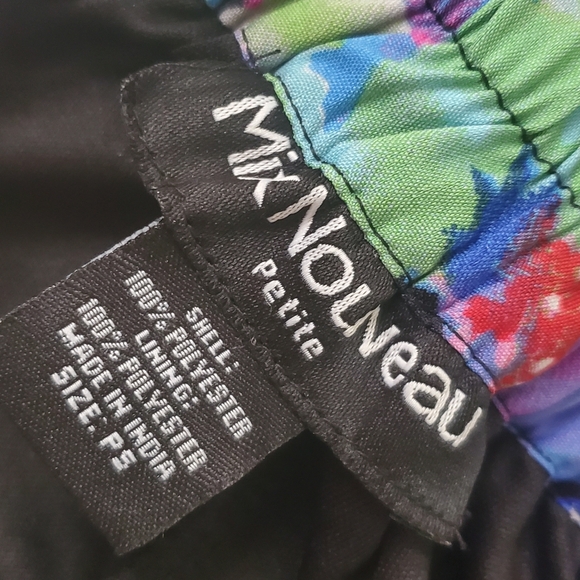 Mix Nouveau
Petite
SHELL:
100% POLYESTER
LINING:
100% POLYESTER
MADE IN INDIA
SIZE: PS